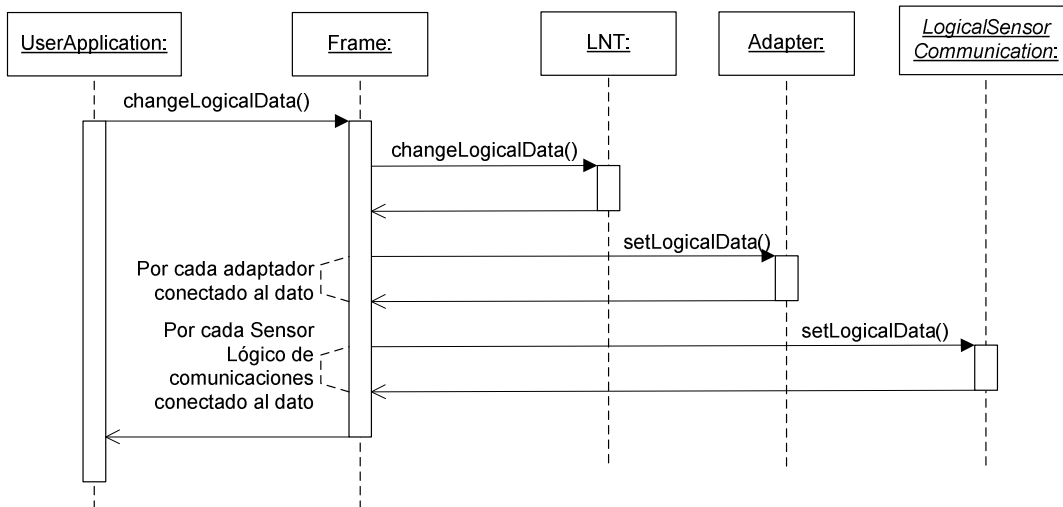 UserApplication:
Frame:
LNT:
Adapter:
LogicalSensor
Communication:
changeLogicalData()
changeLogicalData()
setLogicalData()
Por cada adaptador
conectado al dato
Por cada Sensor
Lógico de
comunicaciones
conectado al dato
setLogicalData()